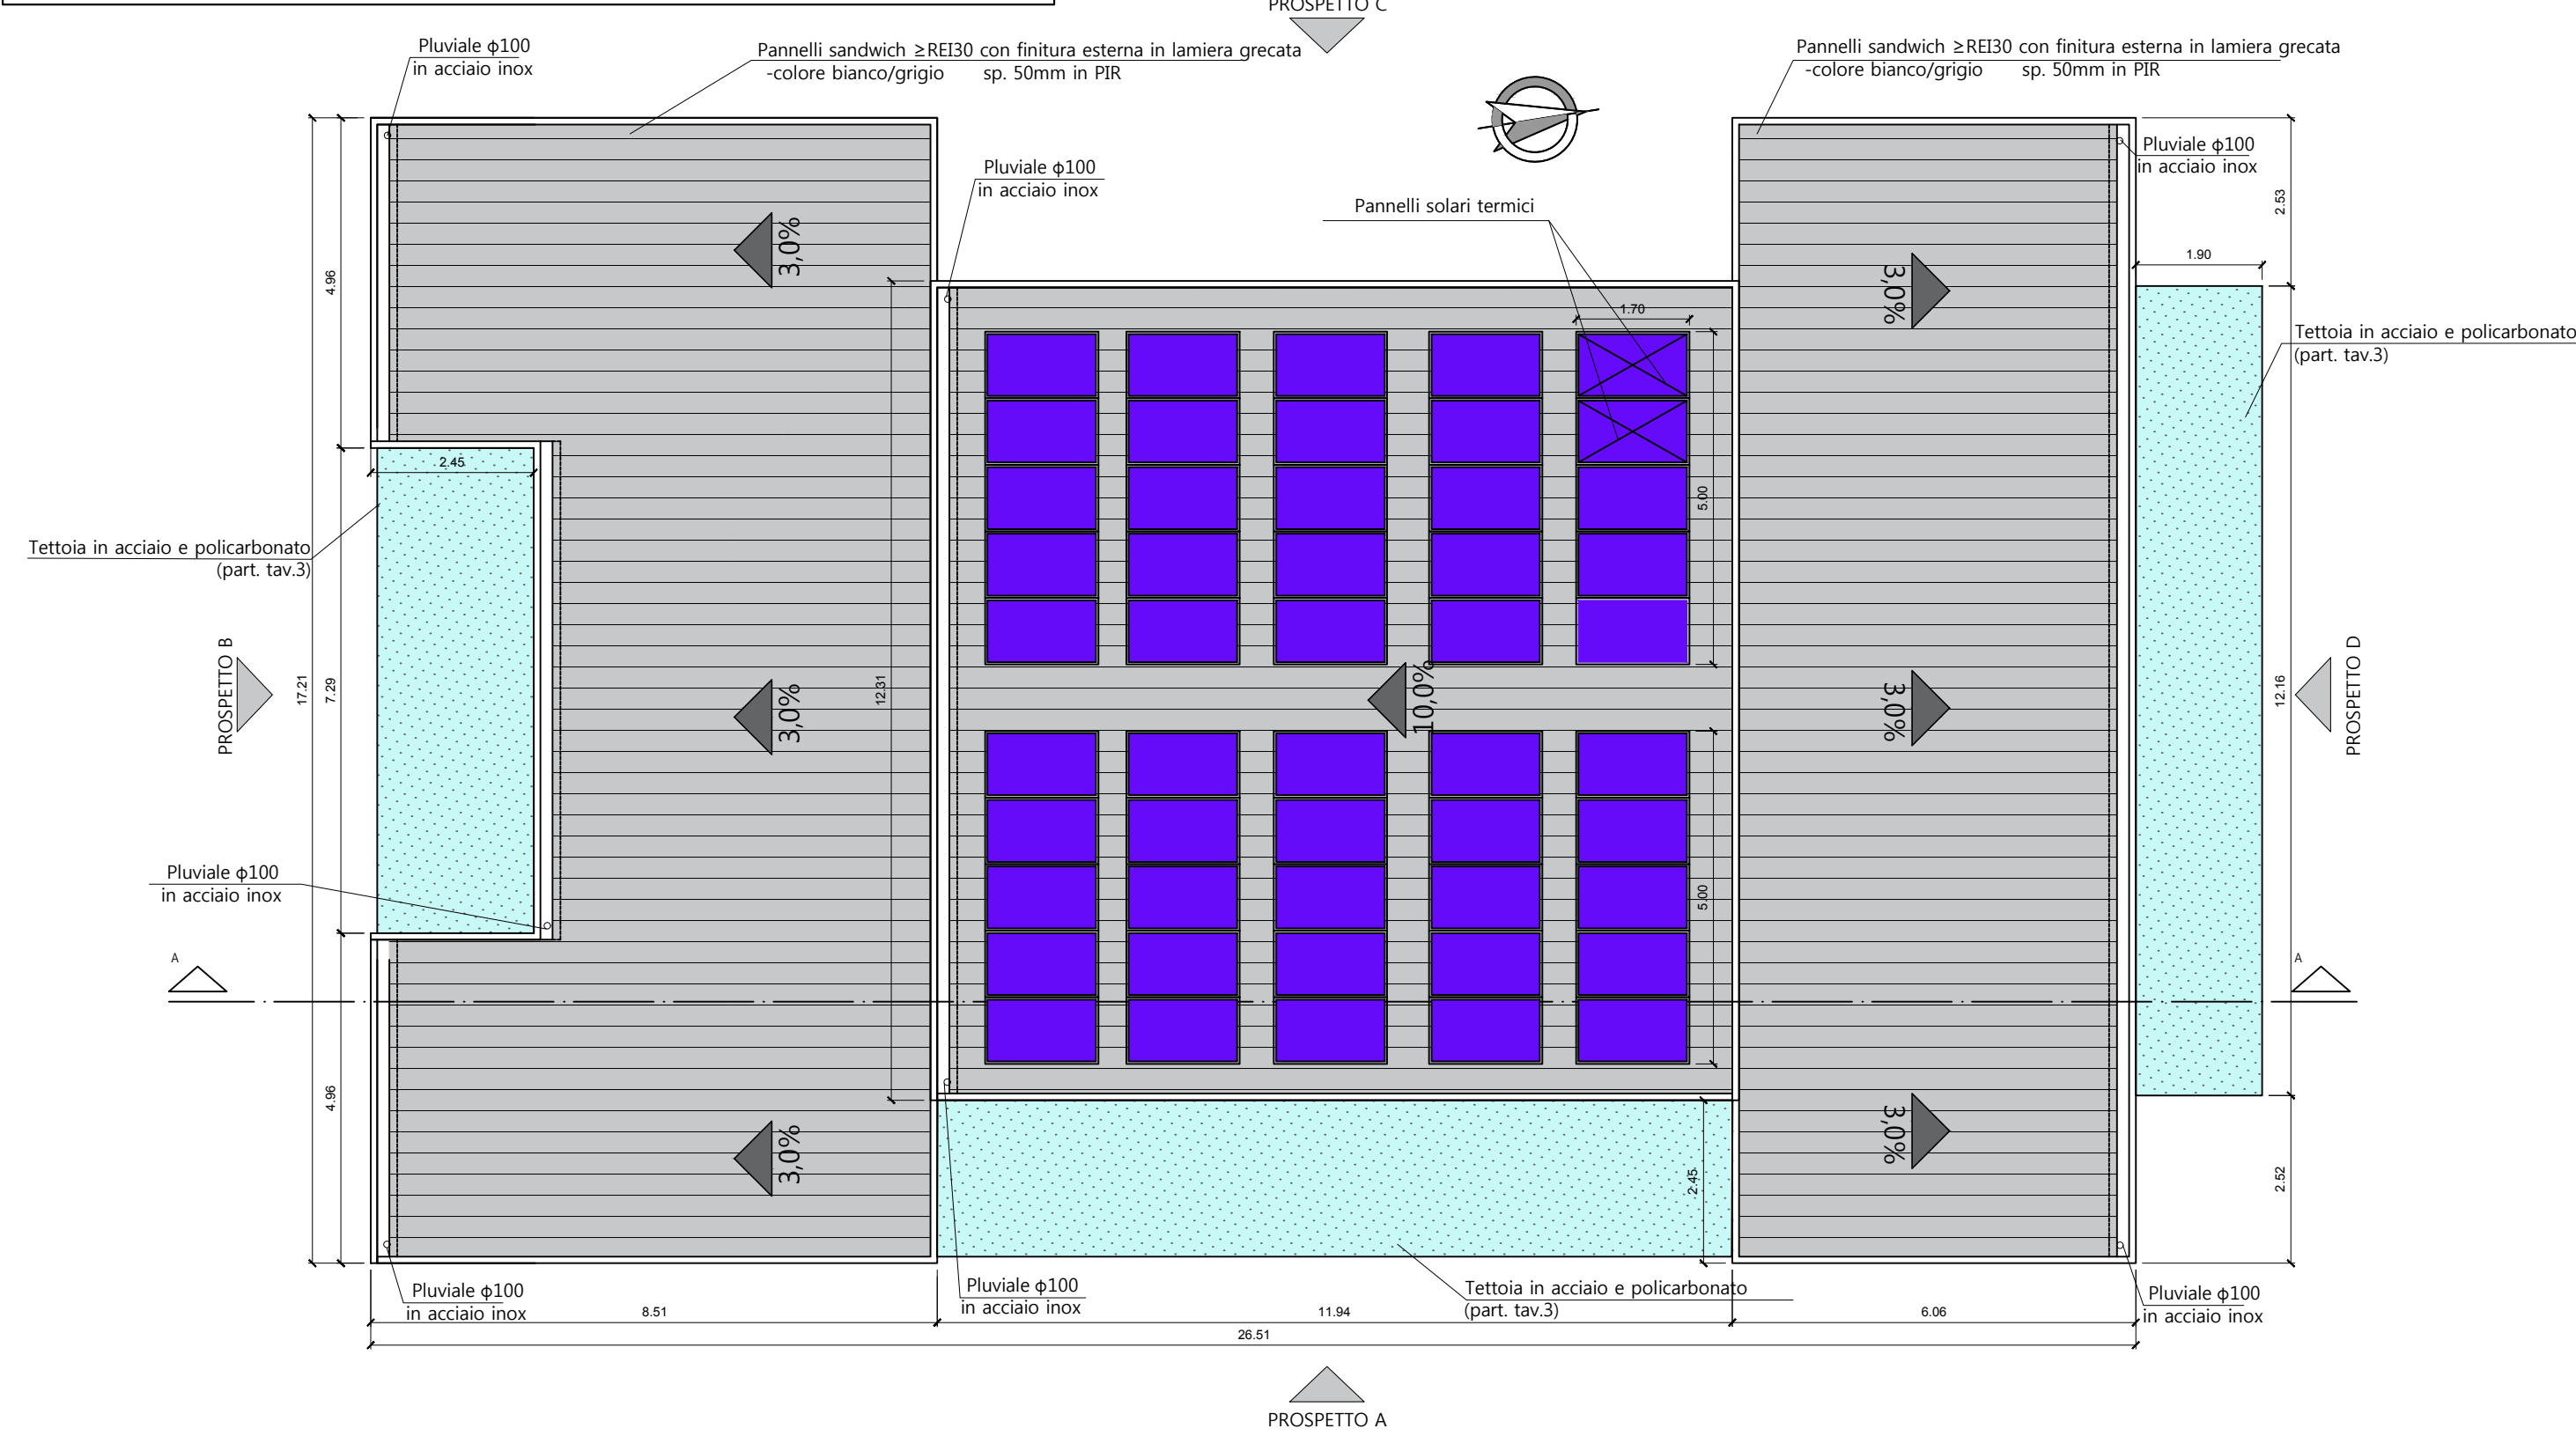 PROSPETTO C
Pluviale φ100
in acciaio inox
Pannelli sandwich ≥REI30 con finitura esterna in lamiera grecata
-colore bianco/grigio sp. 50mm in PIR
Pannelli sandwich ≥REI30 con finitura esterna in lamiera grecata
-colore bianco/grigio sp. 50mm in PIR
Pluviale φ100
in acciaio inox
Pluviale φ100
in acciaio inox
Pannelli solari termici
2.53
1.90
4.96
3,0%
3,0%
1.70
Tettoia in acciaio e policarbonato
(part. tav.3)
2.45
5.00
Tettoia in acciaio e policarbonato
(part. tav.3)
PROSPETTO B
17.21
7.29
3,0%
12.31
10,0%
3,0%
12.16
PROSPETTO D
Pluviale φ100
in acciaio inox
5.00
A
A
4.96
3,0%
3,0%
2.45
2.52
Pluviale φ100
in acciaio inox
Pluviale φ100
in acciaio inox
Tettoia in acciaio e policarbonato
(part. tav.3)
Pluviale φ100
in acciaio inox
8.51
11.94
6.06
26.51
PROSPETTO A